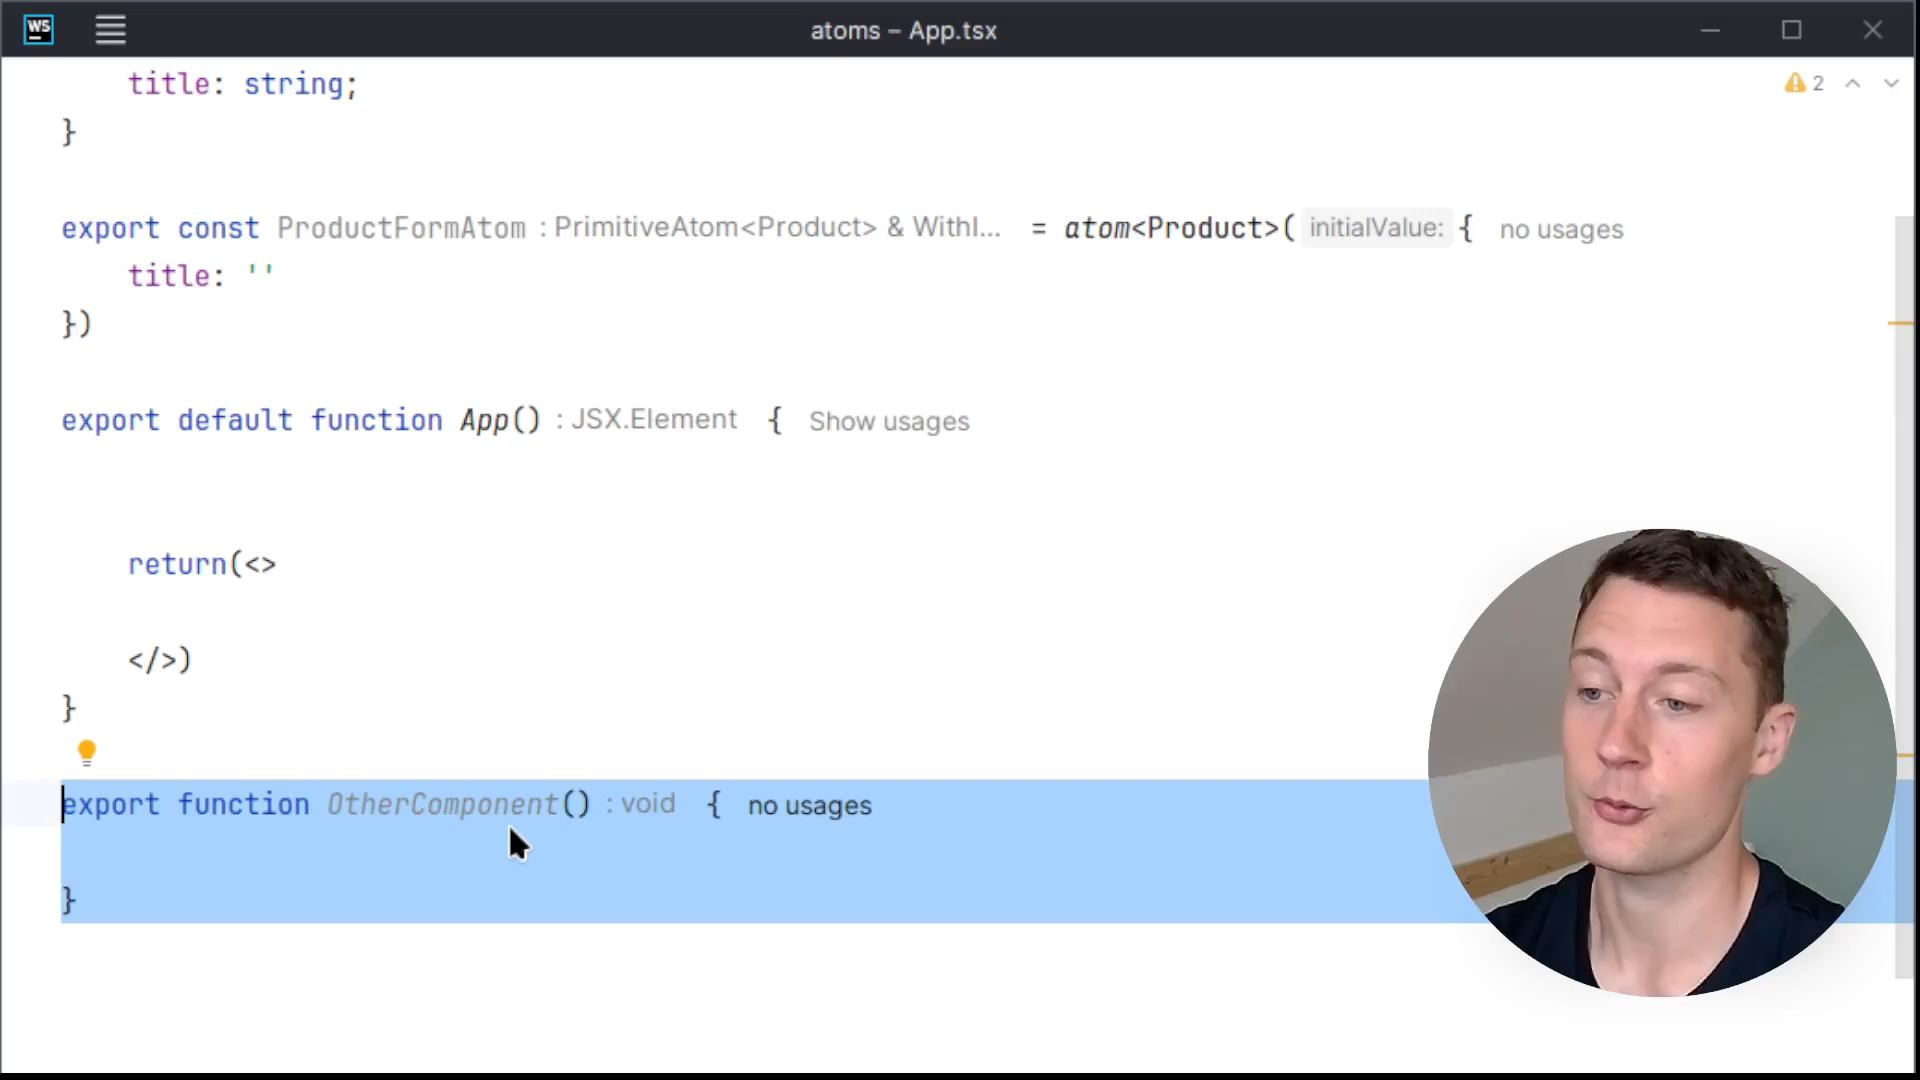 WS
atoms – App.tsx
title: string;
2
}
export const ProductFormAtom : PrimitiveAtom<Product> & WithI... = atom<Product>( initialValue: { no usages
title: ''
})
export default function App() : JSX.Element { Show usages
return(<>
</>)
}
export function OtherComponent() : void { no usages
}